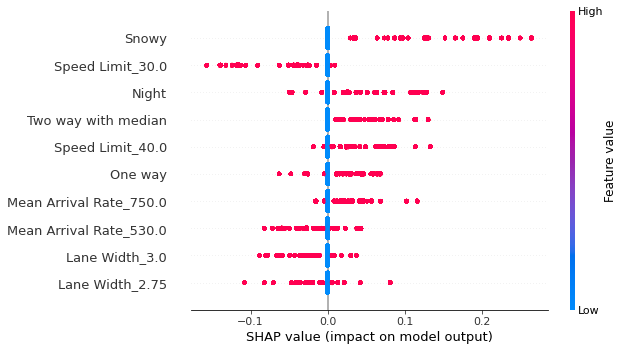 High
Snowy
Speed Limit_30.0
Night
Two way with median
Speed Limit_40.0
One way
Mean Arrival Rate_750.0
Mean Arrival Rate_530.0
Lane Width_3.0
Lane Width_2.75
Feature value
Low
−0.1 0.0 0.1 0.2
SHAP value (impact on model output)